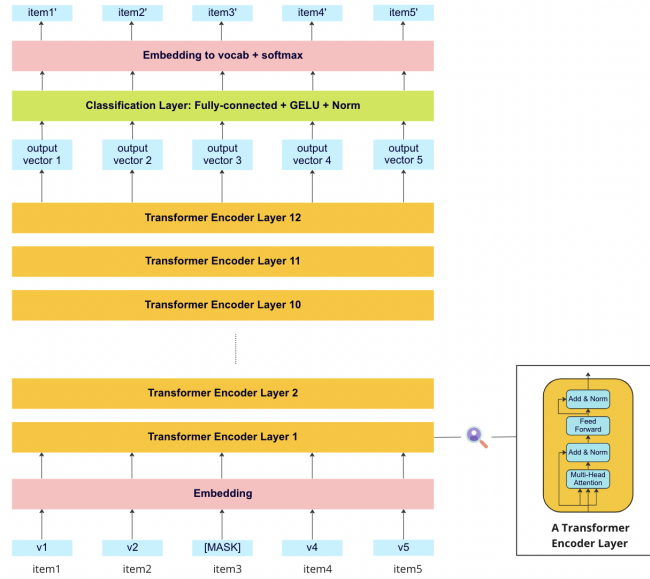 item1' item2' item3' item4' item5'
Embedding to vocab + softmax
Classification Layer: Fully-connected + GELU + Norm
output vector 1 output vector 2 output vector 3 output vector 4 output vector 5
Transformer Encoder Layer 12
Transformer Encoder Layer 11
Transformer Encoder Layer 10
Transformer Encoder Layer 2
Transformer Encoder Layer 1
Embedding
v1 v2 [MASK] v4 v5
item1 item2 item3 item4 item5
Add & Norm
Feed
Forward
Add & Norm
Multi-Head
Attention
A Transformer
Encoder Layer